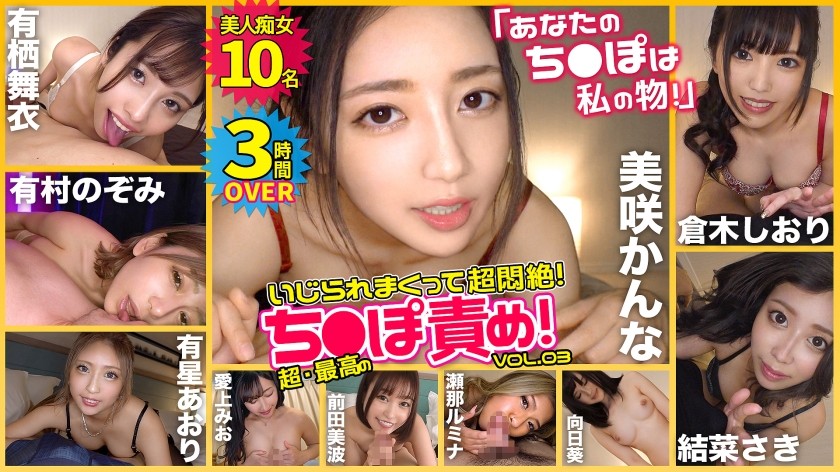 有栖舞衣
美人痴女
10名
3時間
OVER
「あなたの
ち●ぽは
私の物!」
有村のぞみ
美咲かんな
倉木しおり
いじられまくって超悶絶!
超・最高の
ち●ぽ責め!
VOL.03
有星あおり
愛上みお
前田美波
瀬那ルミナ
向日葵
結菜さき